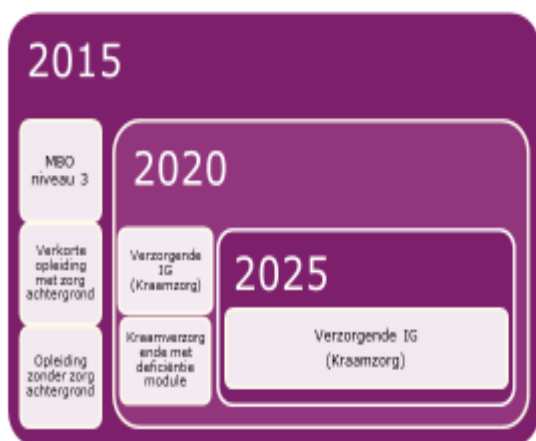 2015
MBO
niveau 3
Verkorte
opleiding
met zorg
achtergrond
Opleiding
zonder zorg
achtergrond
2020
Verzorgende
IG
(Kraamzorg)
Kraamverzorg
ende met
deficiëntie
module
2025
Verzorgende IG
(Kraamzorg)